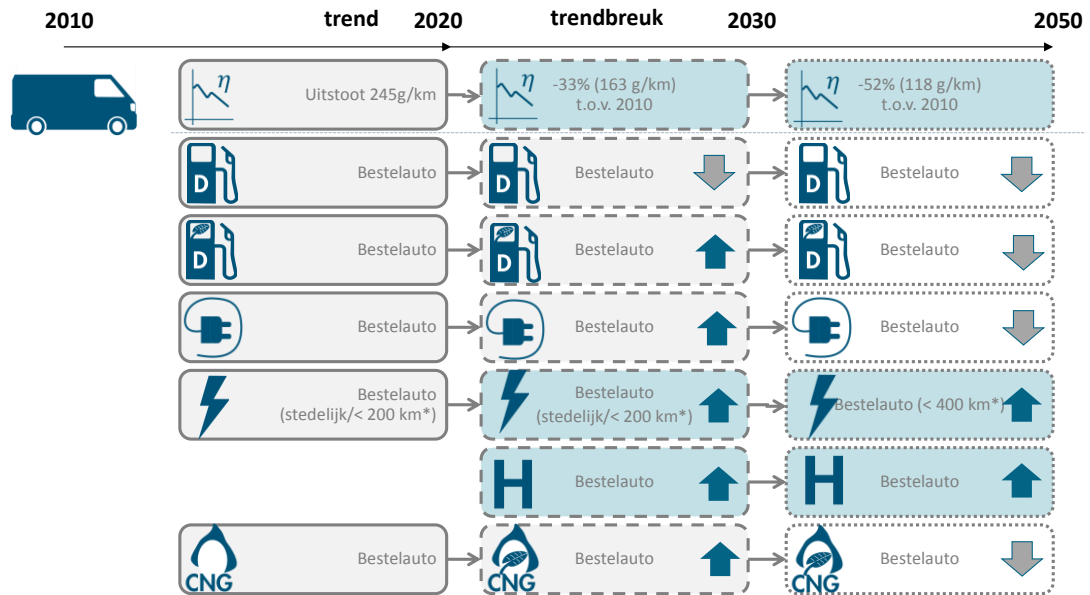 2010 trend 2020 trendbreuk 2030 2050
η Uitstoot 245g/km
η -33% (163 g/km)
t.o.v. 2010
η -52% (118 g/km)
t.o.v. 2010
D Bestelauto
D Bestelauto
D Bestelauto
D Bestelauto
D Bestelauto
D Bestelauto
Bestelauto
Bestelauto
Bestelauto
Bestelauto
(stedelijk/< 200 km*)
Bestelauto
(stedelijk/< 200 km*)
Bestelauto (< 400 km*)
H Bestelauto
H Bestelauto
CNG Bestelauto
CNG Bestelauto
CNG Bestelauto